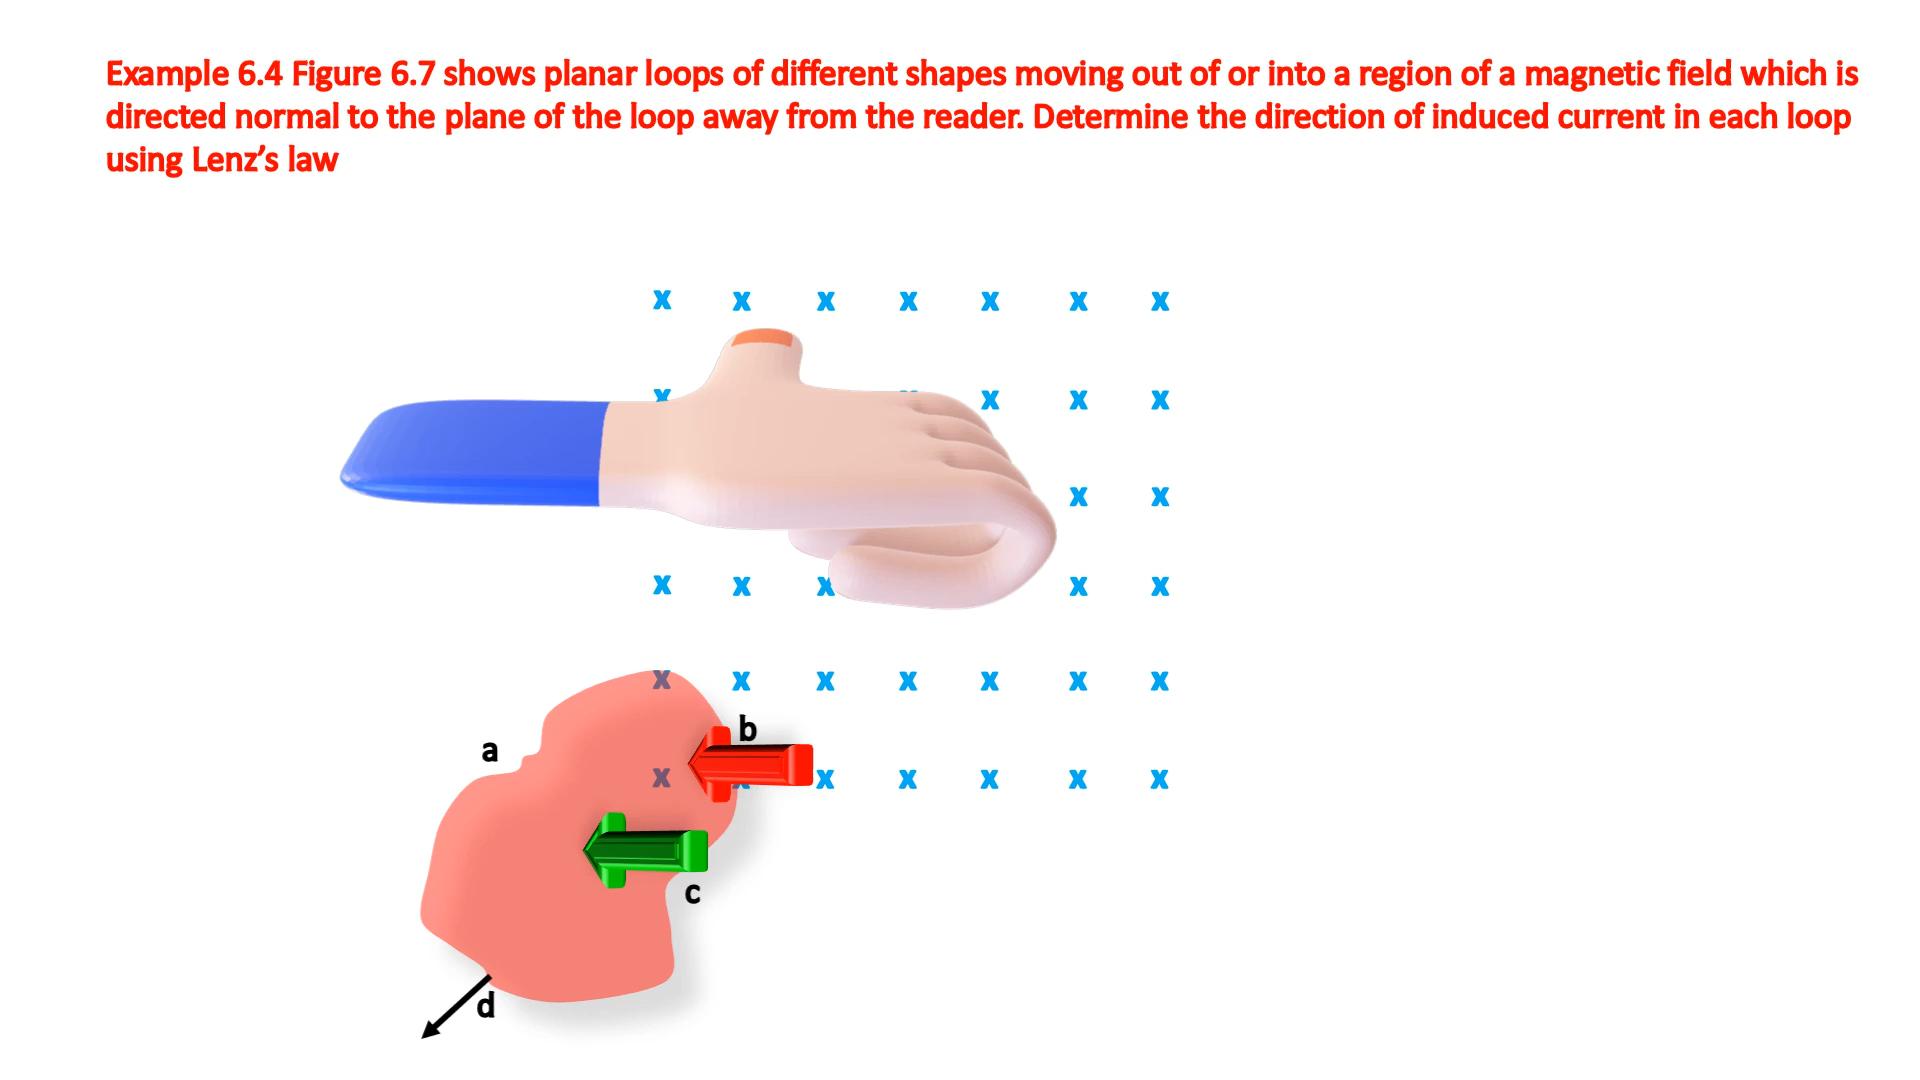 Example 6.4 Figure 6.7 shows planar loops of different shapes moving out of or into a region of a magnetic field which is
directed normal to the plane of the loop away from the reader. Determine the direction of induced current in each loop
using Lenz’s law
x x x x x x x
x x x x x
x x
x x x x x
x x x x x x x
b
a
x x x x x x x
c
d